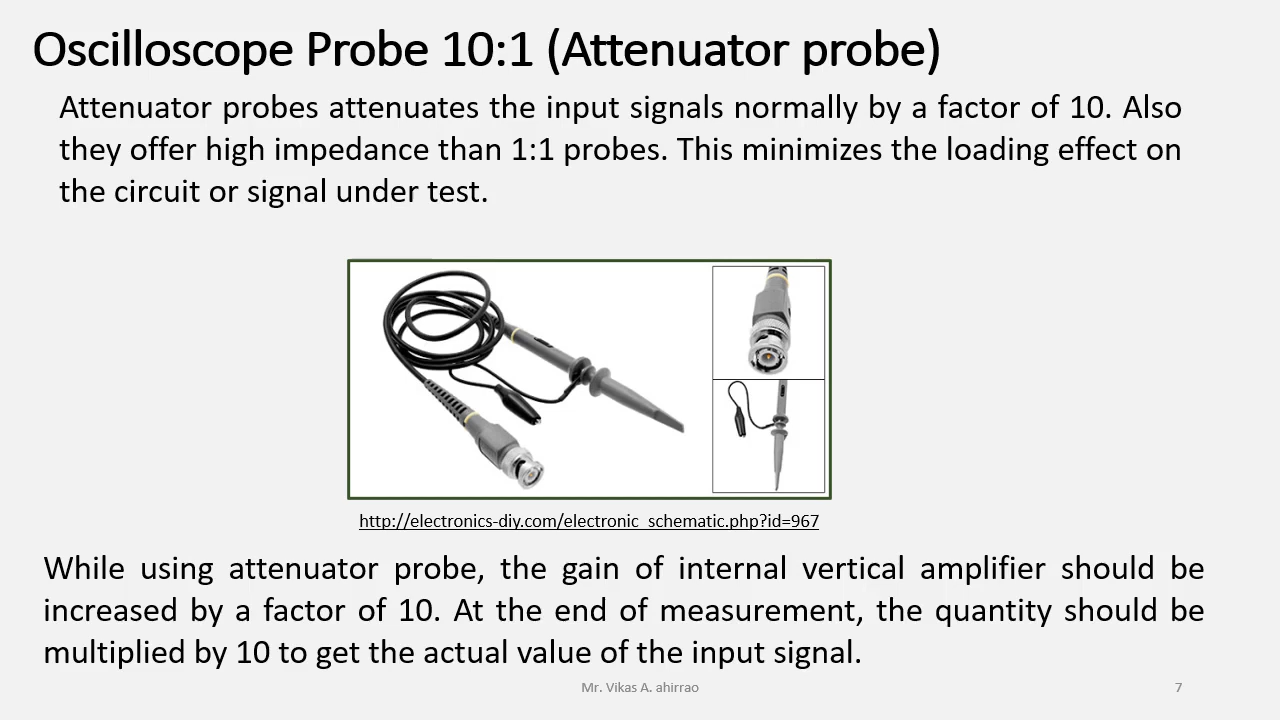 Oscilloscope Probe 10:1 (Attenuator probe)
Attenuator probes attenuates the input signals normally by a factor of 10. Also
they offer high impedance than 1:1 probes. This minimizes the loading effect on
the circuit or signal under test.
http://electronics-diy.com/electronic_schematic.php?id=967
While using attenuator probe, the gain of internal vertical amplifier should be
increased by a factor of 10. At the end of measurement, the quantity should be
multiplied by 10 to get the actual value of the input signal.
Mr. Vikas A. ahirrao
7